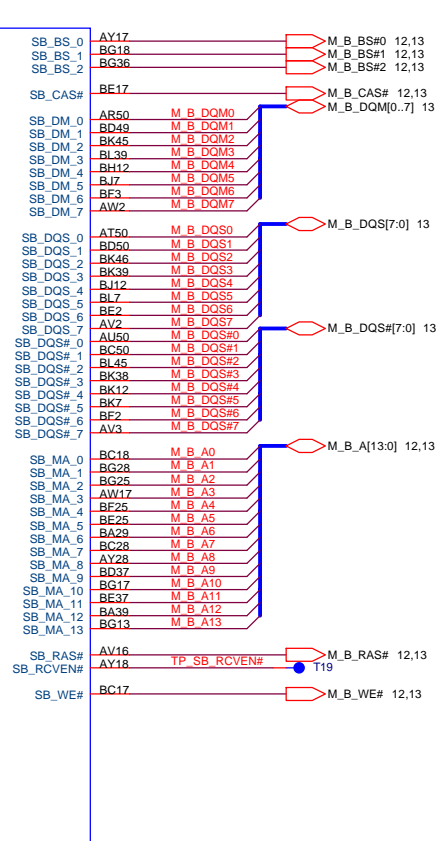 SB_BS_0 AY17 M_B_BS#0 12,13
SB_BS_1 BG18 M_B_BS#1 12,13
SB_BS_2 BG36 M_B_BS#2 12,13
SB_CAS# BE17 M_B_CAS# 12,13
M_B_DQM[0..7] 13
SB_DM_0 AR50 M_B_DQM0
SB_DM_1 BD49 M_B_DQM1
SB_DM_2 BK45 M_B_DQM2
SB_DM_3 BL39 M_B_DQM3
SB_DM_4 BH12 M_B_DQM4
SB_DM_5 BJ7 M_B_DQM5
SB_DM_6 BF3 M_B_DQM6
SB_DM_7 AW2 M_B_DQM7
M_B_DQS[7:0] 13
SB_DQS_0 AT50 M_B_DQS0
SB_DQS_1 BD50 M_B_DQS1
SB_DQS_2 BK46 M_B_DQS2
SB_DQS_3 BK39 M_B_DQS3
SB_DQS_4 BJ12 M_B_DQS4
SB_DQS_5 BL7 M_B_DQS5
SB_DQS_6 BE2 M_B_DQS6
SB_DQS_7 AV2 M_B_DQS7
M_B_DQS#[7:0] 13
SB_DQS#_0 AU50 M_B_DQS#0
SB_DQS#_1 BC50 M_B_DQS#1
SB_DQS#_2 BL45 M_B_DQS#2
SB_DQS#_3 BK38 M_B_DQS#3
SB_DQS#_4 BK12 M_B_DQS#4
SB_DQS#_5 BK7 M_B_DQS#5
SB_DQS#_6 BF2 M_B_DQS#6
SB_DQS#_7 AV3 M_B_DQS#7
M_B_A[13:0] 12,13
SB_MA_0 BC18 M_B_A0
SB_MA_1 BG28 M_B_A1
SB_MA_2 BG25 M_B_A2
SB_MA_3 AW17 M_B_A3
SB_MA_4 BF25 M_B_A4
SB_MA_5 BE25 M_B_A5
SB_MA_6 BA29 M_B_A6
SB_MA_7 BC28 M_B_A7
SB_MA_8 AY28 M_B_A8
SB_MA_9 BD37 M_B_A9
SB_MA_10 BG17 M_B_A10
SB_MA_11 BE37 M_B_A11
SB_MA_12 BA39 M_B_A12
SB_MA_13 BG13 M_B_A13
SB_RAS# AV16 M_B_RAS# 12,13
SB_RCVEN# AY18 TP_SB_RCVEN# T19
SB_WE# BC17 M_B_WE# 12,13